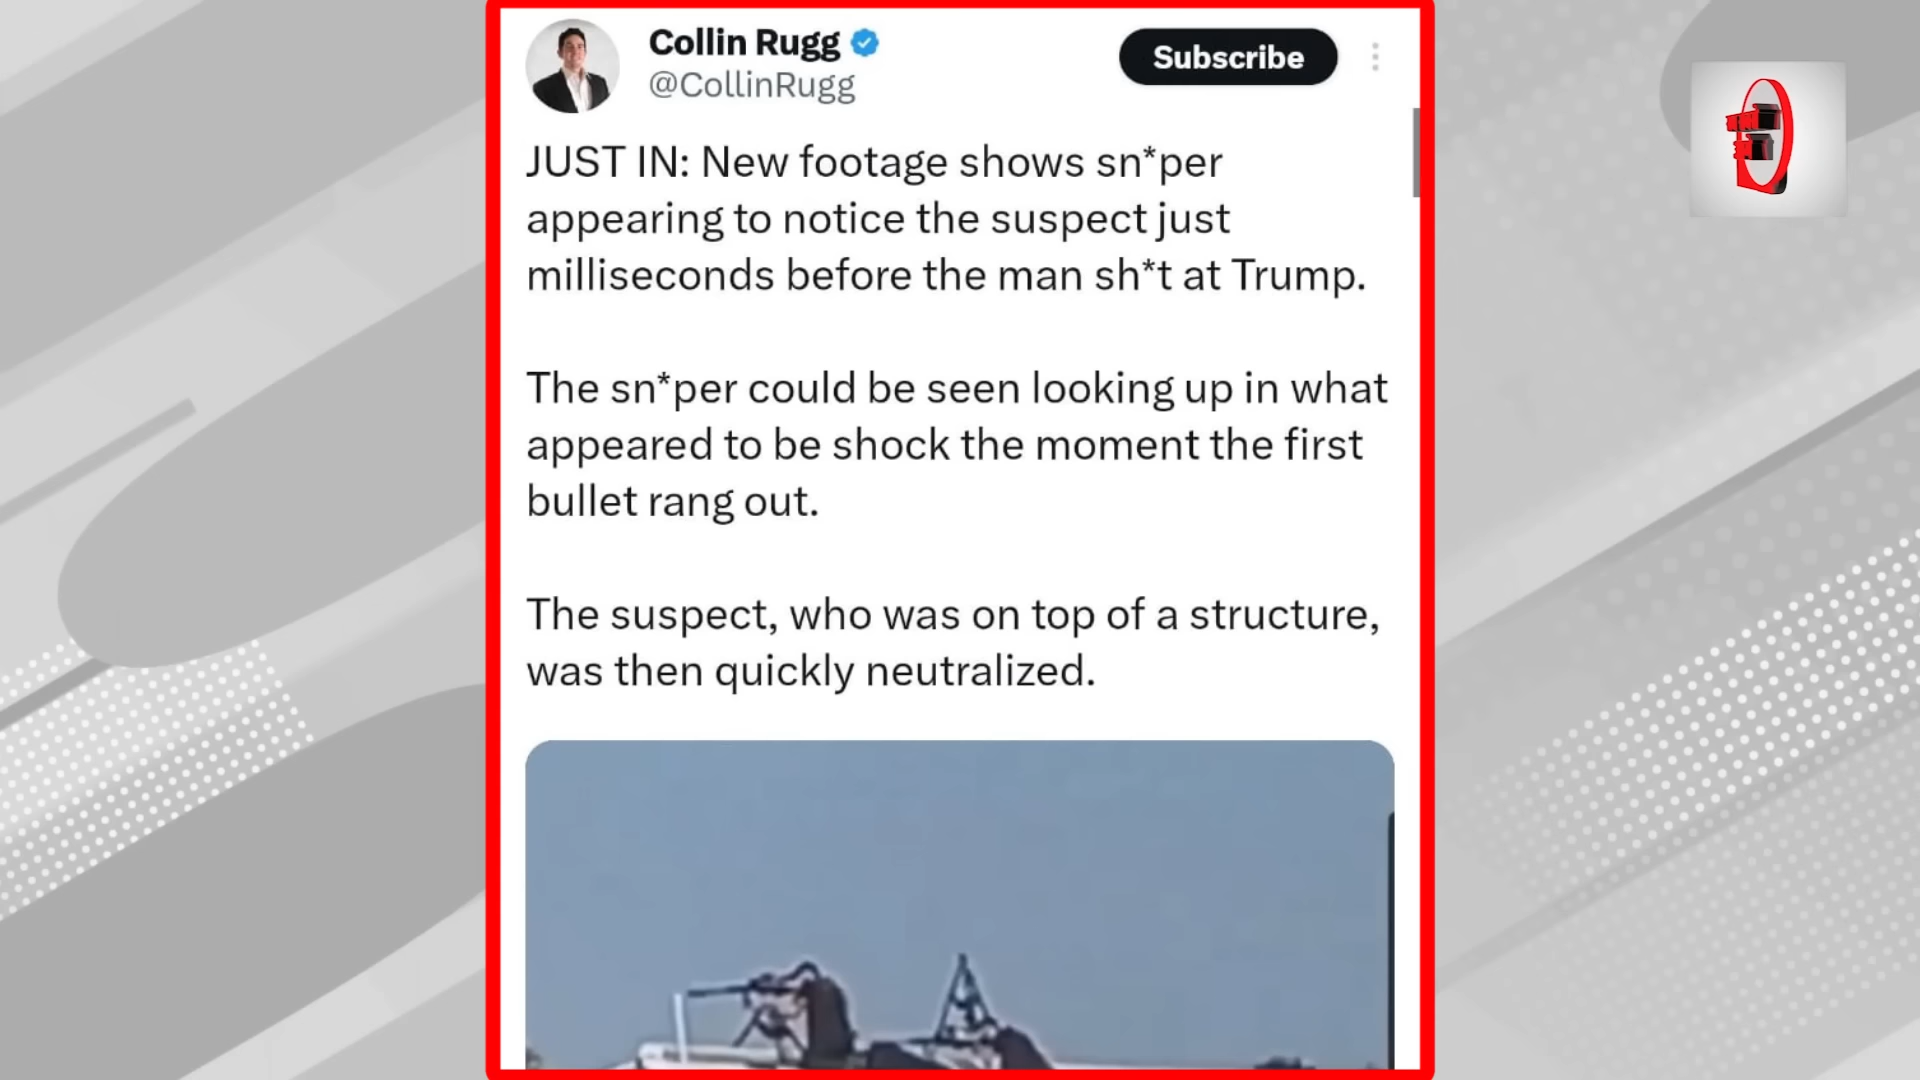 Collin Rugg
@CollinRugg
Subscribe
JUST IN: New footage shows sn*per
appearing to notice the suspect just
milliseconds before the man sh*t at Trump.
The sn*per could be seen looking up in what
appeared to be shock the moment the first
bullet rang out.
The suspect, who was on top of a structure,
was then quickly neutralized.